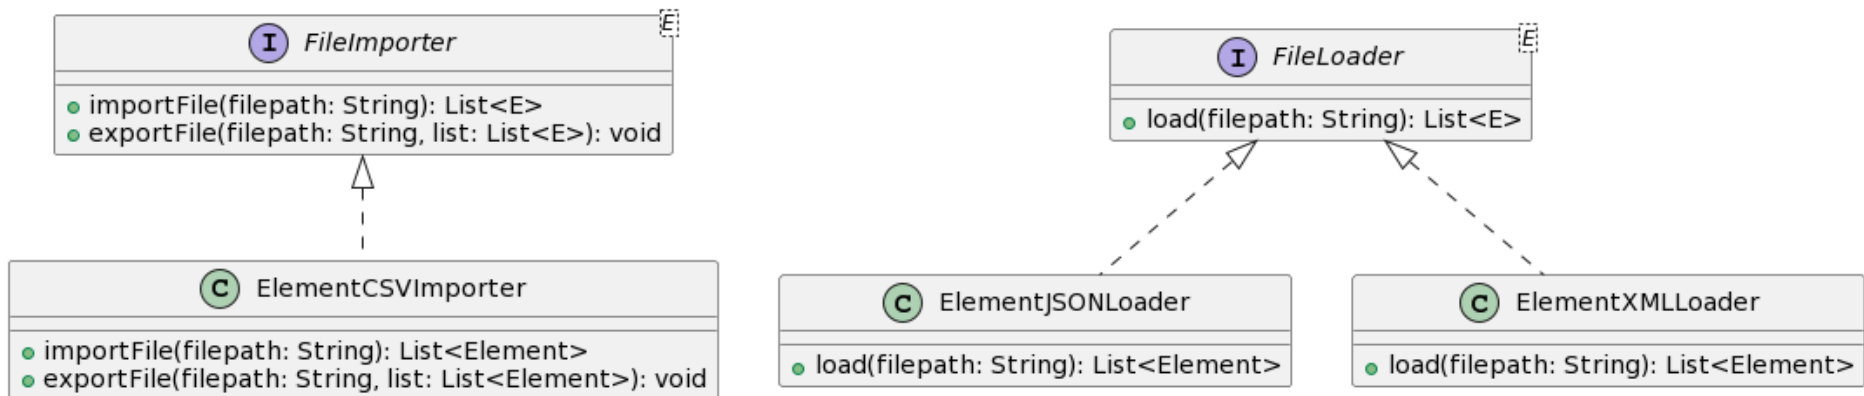 I FileImporter E
importFile(filepath: String): List<E>
exportFile(filepath: String, list: List<E>): void
I FileLoader E
load(filepath: String): List<E>
C ElementCSVImporter
importFile(filepath: String): List<Element>
exportFile(filepath: String, list: List<Element>): void
C ElementJSONLoader
load(filepath: String): List<Element>
C ElementXMLLoader
load(filepath: String): List<Element>